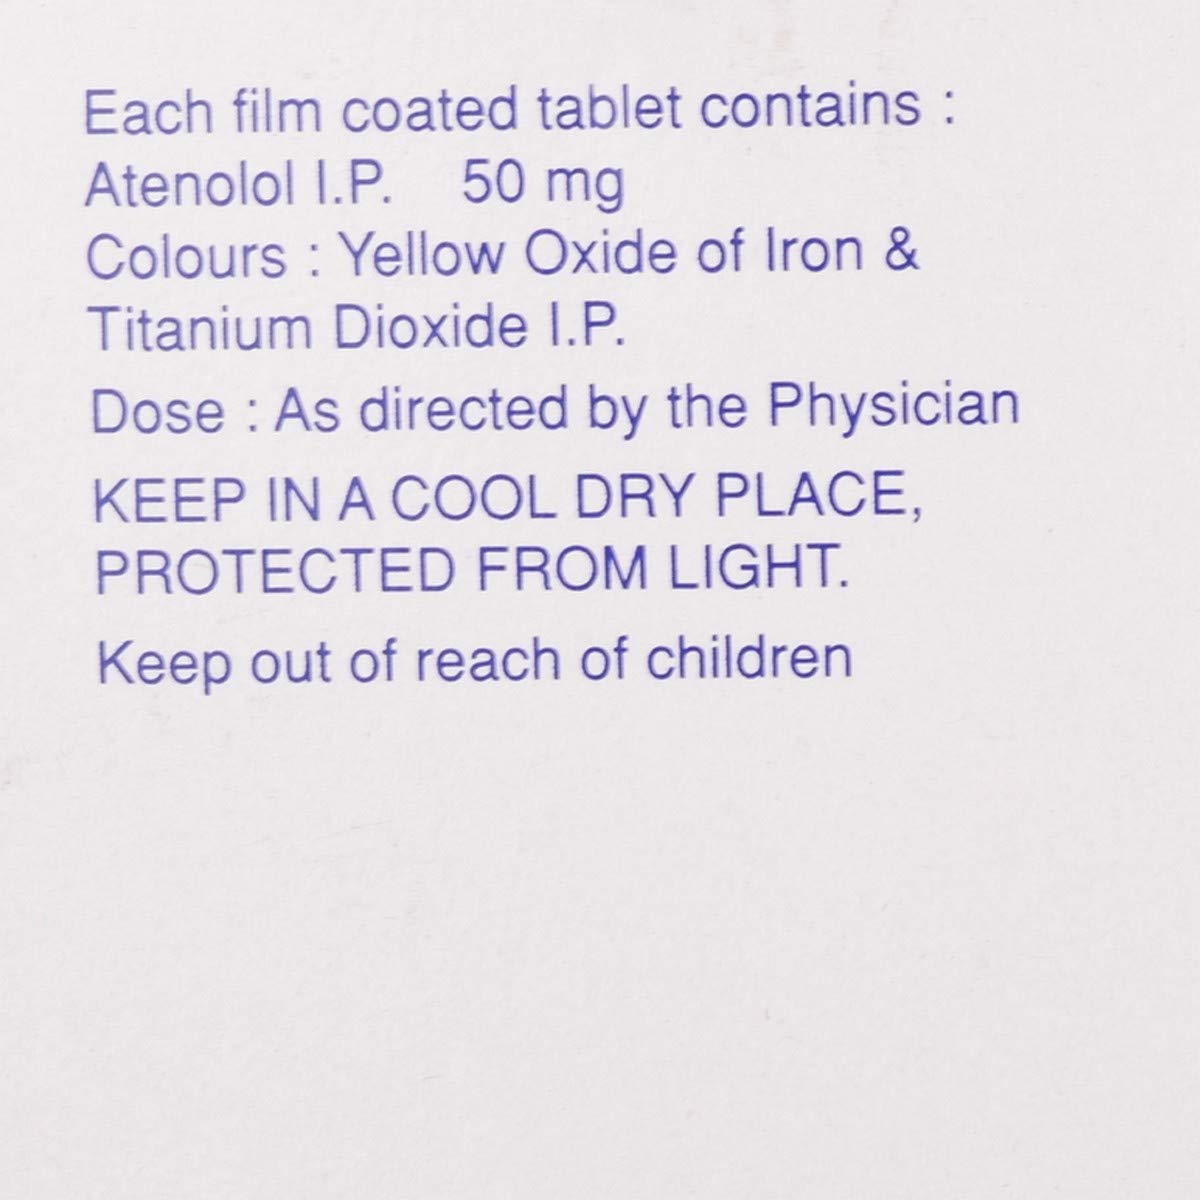 Each film coated tablet contains :
Atenolol I.P. 50 mg
Colours : Yellow Oxide of Iron &
Titanium Dioxide I.P.
Dose : As directed by the Physician
KEEP IN A COOL DRY PLACE,
PROTECTED FROM LIGHT.
Keep out of reach of children